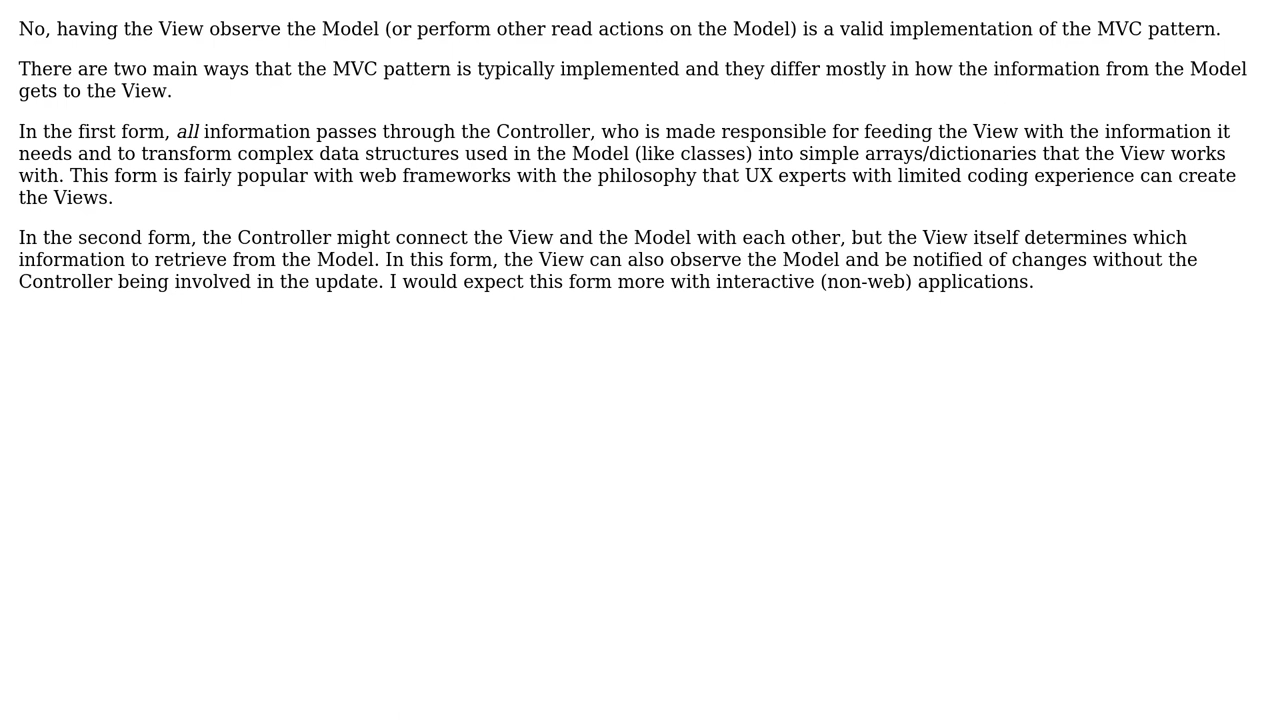 No, having the View observe the Model (or perform other read actions on the Model) is a valid implementation of the MVC pattern.
There are two main ways that the MVC pattern is typically implemented and they differ mostly in how the information from the Model
gets to the View.
In the first form, all information passes through the Controller, who is made responsible for feeding the View with the information it
needs and to transform complex data structures used in the Model (like classes) into simple arrays/dictionaries that the View works
with. This form is fairly popular with web frameworks with the philosophy that UX experts with limited coding experience can create
the Views.
In the second form, the Controller might connect the View and the Model with each other, but the View itself determines which
information to retrieve from the Model. In this form, the View can also observe the Model and be notified of changes without the
Controller being involved in the update. I would expect this form more with interactive (non-web) applications.